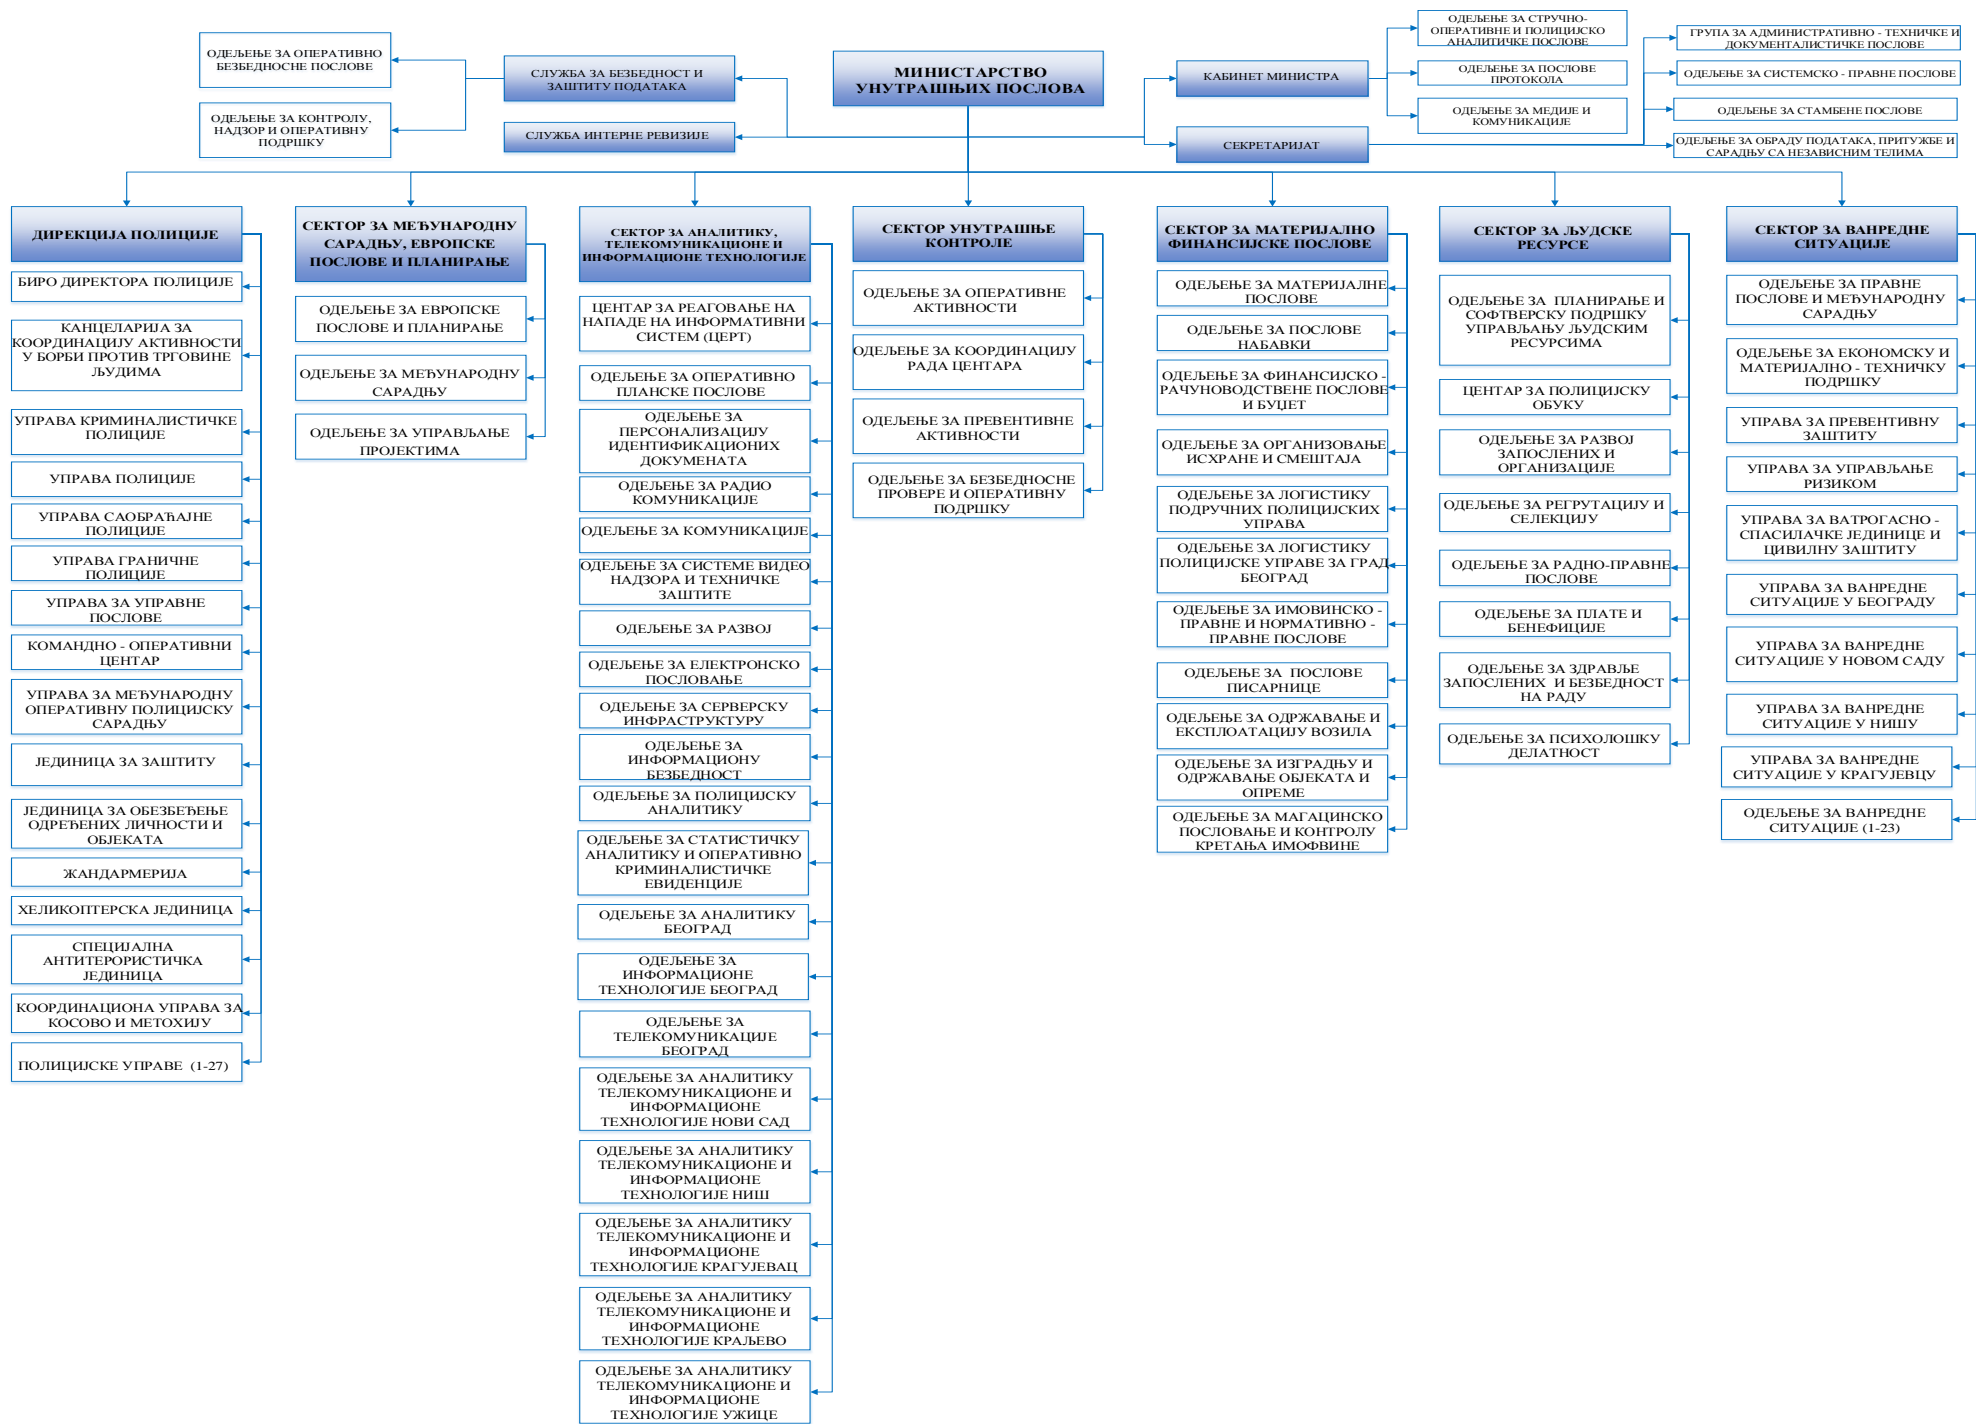 МИНИСТАРСТВО
УНУТРАШЊИХ ПОСЛОВА
СЛУЖБА ЗА БЕЗБЕДНОСТ И
ЗАШТИТУ ПОДАТАКА
ОДЕЉЕЊЕ ЗА ОПЕРАТИВНО
БЕЗБЕДНОСНЕ ПОСЛОВЕ
ОДЕЉЕЊЕ ЗА КОНТРОЛУ,
НАДЗОР И ОПЕРАТИВНУ
ПОДРШКУ
СЛУЖБА ИНТЕРНЕ РЕВИЗИЈЕ
КАБИНЕТ МИНИСТРА
ОДЕЉЕЊЕ ЗА СТРУЧНО-
ОПЕРАТИВНЕ И ПОЛИЦИЈСКО
АНАЛИТИЧКЕ ПОСЛОВЕ
ОДЕЉЕЊЕ ЗА ПОСЛОВЕ
ПРОТОКОЛА
ОДЕЉЕЊЕ ЗА МЕДИЈЕ И
КОМУНИКАЦИЈЕ
СЕКРЕТАРИЈАТ
ГРУПА ЗА АДМИНИСТРАТИВНО - ТЕХНИЧКЕ И
ДОКУМЕНТАЛИСТИЧКЕ ПОСЛОВЕ
ОДЕЉЕЊЕ ЗА СИСТЕМСКО - ПРАВНЕ ПОСЛОВЕ
ОДЕЉЕЊЕ ЗА СТАМБЕНЕ ПОСЛОВЕ
ОДЕЉЕЊЕ ЗА ОБРАДУ ПОДАТАКА, ПРИТУЖБЕ И
САРАДЊУ СА НЕЗАВИСНИМ ТЕЛИМА
ДИРЕКЦИЈА ПОЛИЦИЈЕ
БИРО ДИРЕКТОРА ПОЛИЦИЈЕ
КАНЦЕЛАРИЈА ЗА
КООРДИНАЦИЈУ АКТИВНОСТИ
У БОРБИ ПРОТИВ ТРГОВИНЕ
ЉУДИМА
УПРАВА КРИМИНАЛИСТИЧКЕ
ПОЛИЦИЈЕ
УПРАВА ПОЛИЦИЈЕ
УПРАВА САОБРАЋАЈНЕ
ПОЛИЦИЈЕ
УПРАВА ГРАНИЧНЕ
ПОЛИЦИЈЕ
УПРАВА ЗА УПРАВНЕ
ПОСЛОВЕ
КОМАНДНО - ОПЕРАТИВНИ
ЦЕНТАР
УПРАВА ЗА МЕЂУНАРОДНУ
ОПЕРАТИВНУ ПОЛИЦИЈСКУ
САРАДЊУ
ЈЕДИНИЦА ЗА ЗАШТИТУ
ЈЕДИНИЦА ЗА ОБЕЗБЕЂЕЊЕ
ОДРЕЂЕНИХ ЛИЧНОСТИ И
ОБЈЕКАТА
ЖАНДАРМЕРИЈА
ХЕЛИКОПТЕРСКА ЈЕДИНИЦА
СПЕЦИЈАЛНА
АНТИТЕРОРИСТИЧКА
ЈЕДИНИЦА
КООРДИНАЦИОНА УПРАВА ЗА
КОСОВО И МЕТОХИЈУ
ПОЛИЦИЈСКЕ УПРАВЕ (1-27)
СЕКТОР ЗА МЕЂУНАРОДНУ
САРАДЊУ, ЕВРОПСКЕ
ПОСЛОВЕ И ПЛАНИРАЊЕ
ОДЕЉЕЊЕ ЗА ЕВРОПСКЕ
ПОСЛОВЕ И ПЛАНИРАЊЕ
ОДЕЉЕЊЕ ЗА МЕЂУНАРОДНУ
САРАДЊУ
ОДЕЉЕЊЕ ЗА УПРАВЉАЊЕ
ПРОЈЕКТИМА
СЕКТОР ЗА АНАЛИТИКУ,
ТЕЛЕКОМУНИКАЦИОНЕ И
ИНФОРМАЦИОНЕ ТЕХНОЛОГИЈЕ
ЦЕНТАР ЗА РЕАГОВАЊЕ НА
НАПАДЕ НА ИНФОРМАТИВНИ
СИСТЕМ (ЦЕРТ)
ОДЕЉЕЊЕ ЗА ОПЕРАТИВНО
ПЛАНСКЕ ПОСЛОВЕ
ОДЕЉЕЊЕ ЗА
ПЕРСОНАЛИЗАЦИЈУ
ИДЕНТИФИКАЦИОНИХ
ДОКУМЕНАТА
ОДЕЉЕЊЕ ЗА РАДИО
КОМУНИКАЦИЈЕ
ОДЕЉЕЊЕ ЗА КОМУНИКАЦИЈЕ
ОДЕЉЕЊЕ ЗА СИСТЕМЕ ВИДЕО
НАДЗОРА И ТЕХНИЧКЕ
ЗАШТИТЕ
ОДЕЉЕЊЕ ЗА РАЗВОЈ
ОДЕЉЕЊЕ ЗА ЕЛЕКТРОНСКО
ПОСЛОВАЊЕ
ОДЕЉЕЊЕ ЗА СЕРВЕРСКУ
ИНФРАСТРУКТУРУ
ОДЕЉЕЊЕ ЗА
ИНФОРМАЦИОНУ
БЕЗБЕДНОСТ
ОДЕЉЕЊЕ ЗА ПОЛИЦИЈСКУ
АНАЛИТИКУ
ОДЕЉЕЊЕ ЗА СТАТИСТИЧКУ
АНАЛИТИКУ И ОПЕРАТИВНО
КРИМИНАЛИСТИЧКЕ
ЕВИДЕНЦИЈЕ
ОДЕЉЕЊЕ ЗА АНАЛИТИКУ
БЕОГРАД
ОДЕЉЕЊЕ ЗА
ИНФОРМАЦИОНЕ
ТЕХНОЛОГИЈЕ БЕОГРАД
ОДЕЉЕЊЕ ЗА
ТЕЛЕКОМУНИКАЦИЈЕ
БЕОГРАД
ОДЕЉЕЊЕ ЗА АНАЛИТИКУ
ТЕЛЕКОМУНИКАЦИОНЕ И
ИНФОРМАЦИОНЕ
ТЕХНОЛОГИЈЕ НОВИ САД
ОДЕЉЕЊЕ ЗА АНАЛИТИКУ
ТЕЛЕКОМУНИКАЦИОНЕ И
ИНФОРМАЦИОНЕ
ТЕХНОЛОГИЈЕ НИШ
ОДЕЉЕЊЕ ЗА АНАЛИТИКУ
ТЕЛЕКОМУНИКАЦИОНЕ И
ИНФОРМАЦИОНЕ
ТЕХНОЛОГИЈЕ КРАГУЈЕВАЦ
ОДЕЉЕЊЕ ЗА АНАЛИТИКУ
ТЕЛЕКОМУНИКАЦИОНЕ И
ИНФОРМАЦИОНЕ
ТЕХНОЛОГИЈЕ КРАЉЕВО
ОДЕЉЕЊЕ ЗА АНАЛИТИКУ
ТЕЛЕКОМУНИКАЦИОНЕ И
ИНФОРМАЦИОНЕ
ТЕХНОЛОГИЈЕ УЖИЦЕ
СЕКТОР УНУТРАШЊЕ
КОНТРОЛЕ
ОДЕЉЕЊЕ ЗА ОПЕРАТИВНЕ
АКТИВНОСТИ
ОДЕЉЕЊЕ ЗА КООРДИНАЦИЈУ
РАДА ЦЕНТАРА
ОДЕЉЕЊЕ ЗА ПРЕВЕНТИВНЕ
АКТИВНОСТИ
ОДЕЉЕЊЕ ЗА БЕЗБЕДНОСНЕ
ПРОВЕРЕ И ОПЕРАТИВНУ
ПОДРШКУ
СЕКТОР ЗА МАТЕРИЈАЛНО
ФИНАНСИЈСКЕ ПОСЛОВЕ
ОДЕЉЕЊЕ ЗА МАТЕРИЈАЛНЕ
ПОСЛОВЕ
ОДЕЉЕЊЕ ЗА ПОСЛОВЕ
НАБАВКИ
ОДЕЉЕЊЕ ЗА ФИНАНСИЈСКО -
РАЧУНОВОДСТВЕНЕ ПОСЛОВЕ
И БУЏЕТ
ОДЕЉЕЊЕ ЗА ОРГАНИЗОВАЊЕ
ИСХРАНЕ И СМЕШТАЈА
ОДЕЉЕЊЕ ЗА ЛОГИСТИКУ
ПОДРУЧНИХ ПОЛИЦИЈСКИХ
УПРАВА
ОДЕЉЕЊЕ ЗА ЛОГИСТИКУ
ПОЛИЦИЈСКЕ УПРАВЕ ЗА ГРАД
БЕОГРАД
ОДЕЉЕЊЕ ЗА ИМОВИНСКО -
ПРАВНЕ И НОРМАТИВНО -
ПРАВНЕ ПОСЛОВЕ
ОДЕЉЕЊЕ ЗА ПОСЛОВЕ
ПИСАРНИЦЕ
ОДЕЉЕЊЕ ЗА ОДРЖАВАЊЕ И
ЕКСПЛОАТАЦИЈУ ВОЗИЛА
ОДЕЉЕЊЕ ЗА ИЗГРАДЊУ И
ОДРЖАВАЊЕ ОБЈЕКАТА И
ОПРЕМЕ
ОДЕЉЕЊЕ ЗА МАГАЦИНСКО
ПОСЛОВАЊЕ И КОНТРОЛУ
КРЕТАЊА ИМОФВИНЕ
СЕКТОР ЗА ЉУДСКЕ
РЕСУРСЕ
ОДЕЉЕЊЕ ЗА ПЛАНИРАЊЕ И
СОФТВЕРСКУ ПОДРШКУ
УПРАВЉАЊУ ЉУДСКИМ
РЕСУРСИМА
ЦЕНТАР ЗА ПОЛИЦИЈСКУ
ОБУКУ
ОДЕЉЕЊЕ ЗА РАЗВОЈ
ЗАПОСЛЕНИХ И
ОРГАНИЗАЦИЈЕ
ОДЕЉЕЊЕ ЗА РЕГРУТАЦИЈУ И
СЕЛЕКЦИЈУ
ОДЕЉЕЊЕ ЗА РАДНО-ПРАВНЕ
ПОСЛОВЕ
ОДЕЉЕЊЕ ЗА ПЛАТЕ И
БЕНЕФИЦИЈЕ
ОДЕЉЕЊЕ ЗА ЗДРАВЉЕ
ЗАПОСЛЕНИХ И БЕЗБЕДНОСТ
НА РАДУ
ОДЕЉЕЊЕ ЗА ПСИХОЛОШКУ
ДЕЛАТНОСТ
СЕКТОР ЗА ВАНРЕДНЕ
СИТУАЦИЈЕ
ОДЕЉЕЊЕ ЗА ПРАВНЕ
ПОСЛОВЕ И МЕЂУНАРОДНУ
САРАДЊУ
ОДЕЉЕЊЕ ЗА ЕКОНОМСКУ И
МАТЕРИЈАЛНО - ТЕХНИЧКУ
ПОДРШКУ
УПРАВА ЗА ПРЕВЕНТИВНУ
ЗАШТИТУ
УПРАВА ЗА УПРАВЉАЊЕ
РИЗИКОМ
УПРАВА ЗА ВАТРОГАСНО -
СПАСИЛАЧКЕ ЈЕДИНИЦЕ И
ЦИВИЛНУ ЗАШТИТУ
УПРАВА ЗА ВАНРЕДНЕ
СИТУАЦИЈЕ У БЕОГРАДУ
УПРАВА ЗА ВАНРЕДНЕ
СИТУАЦИЈЕ У НОВОМ САДУ
УПРАВА ЗА ВАНРЕДНЕ
СИТУАЦИЈЕ У НИШУ
УПРАВА ЗА ВАНРЕДНЕ
СИТУАЦИЈЕ У КРАГУЈЕВЦУ
ОДЕЉЕЊЕ ЗА ВАНРЕДНЕ
СИТУАЦИЈЕ (1-23)